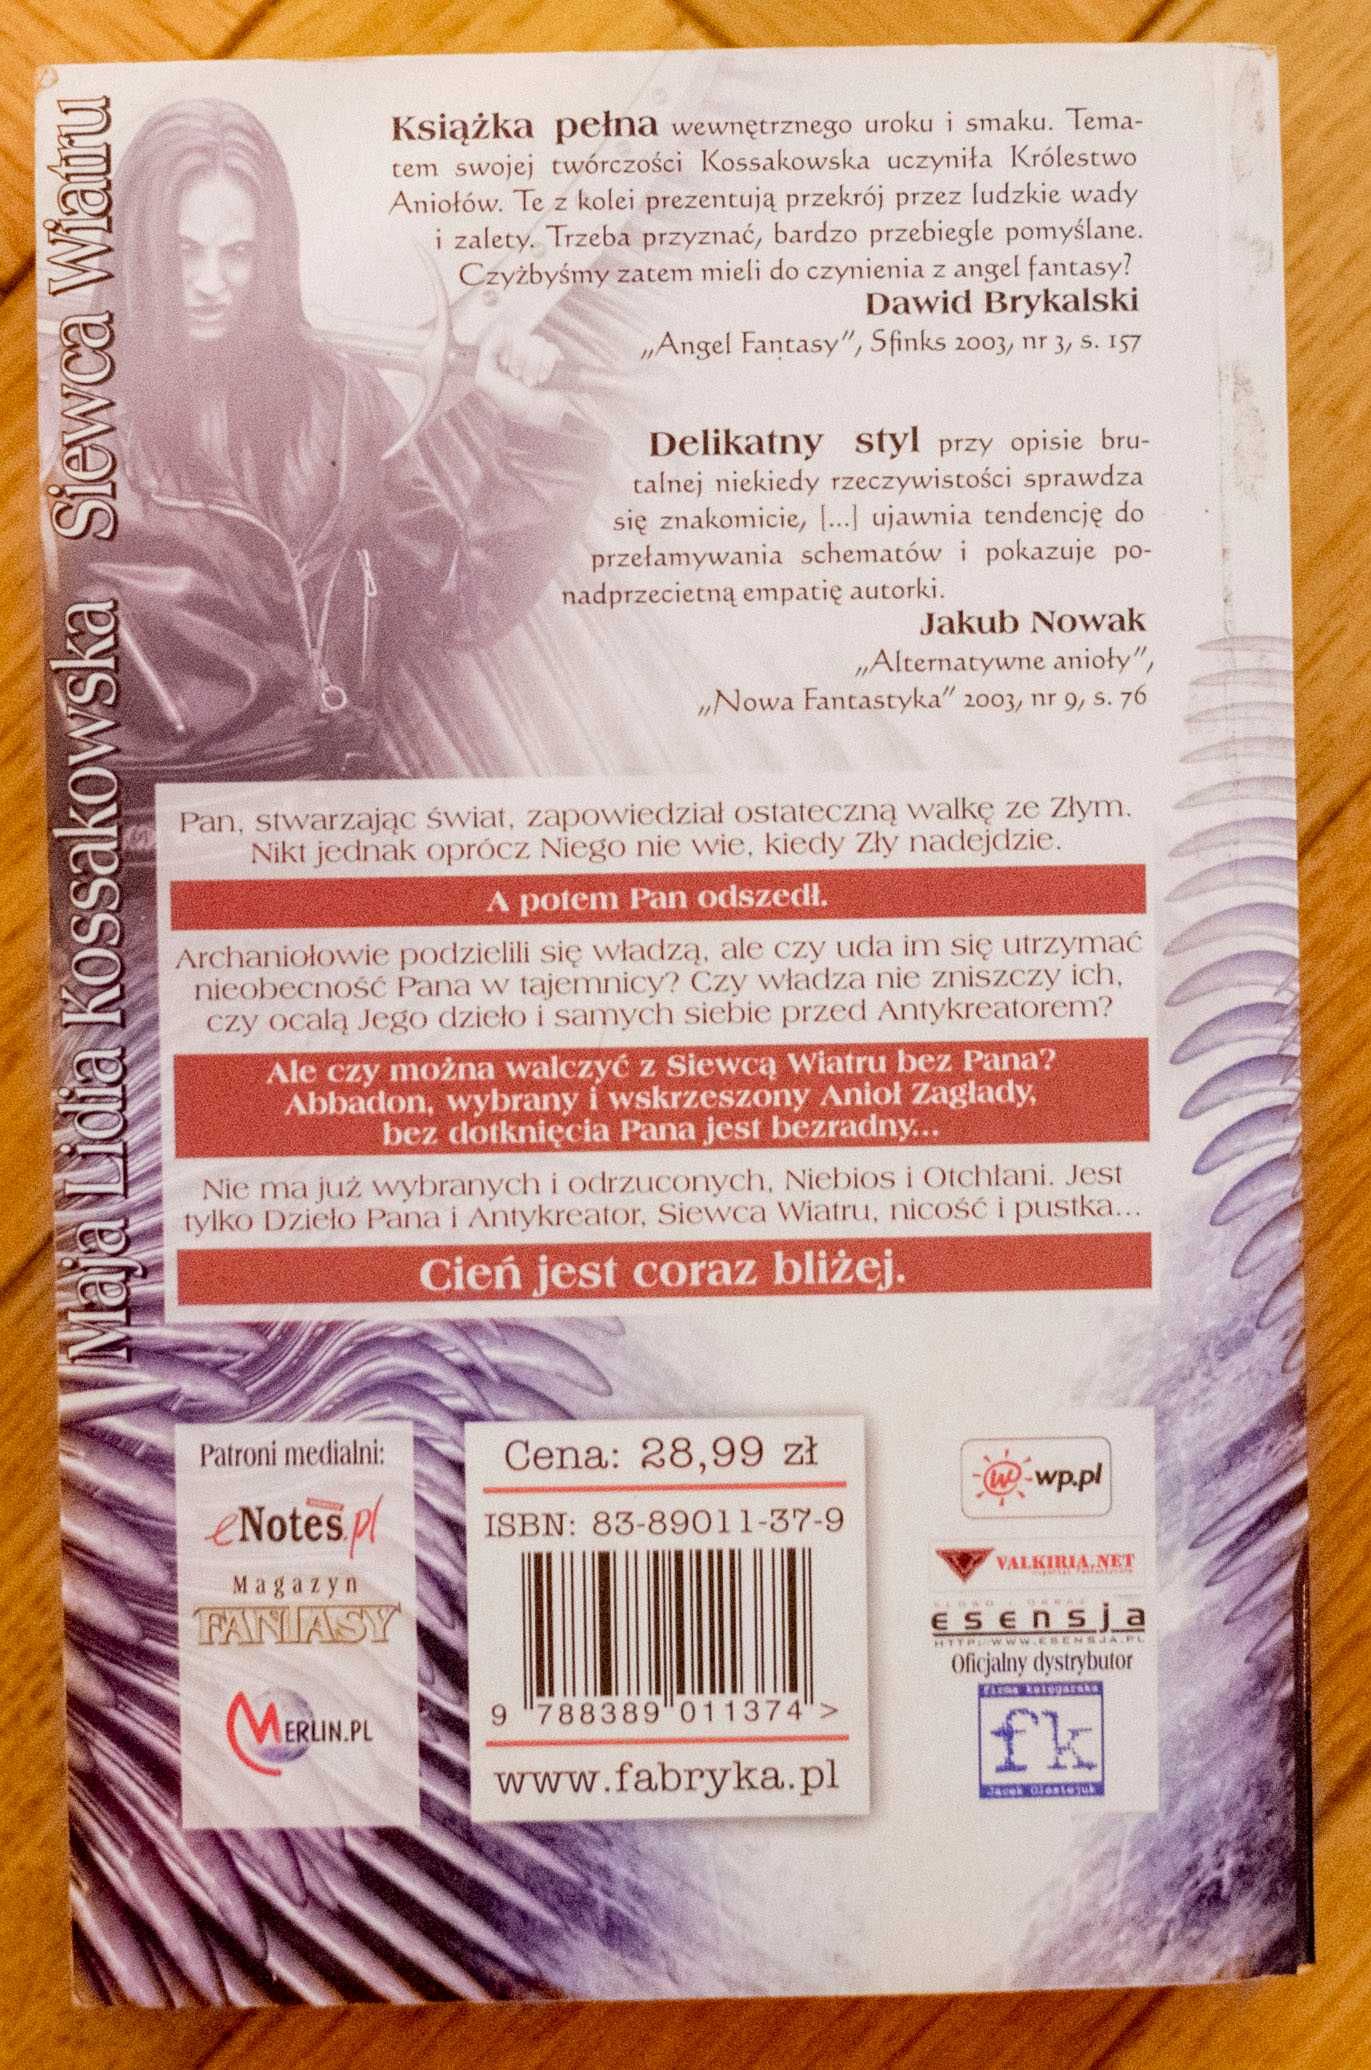 Maja Lidia Kossakowska Siewca Wiatru
Książka pełna wewnętrznego uroku i smaku. Tema-
tem swojej twórczości Kossakowska uczyniła Królestwo
Aniołów. Te z kolei prezentują przekrój przez ludzkie wady
i zalety. Trzeba przyznać, bardzo przebiegle pomyślane.
Czyżbyśmy zatem mieli do czynienia z angel fantasy?
Dawid Brykalski
„Angel Fantasy", Sfinks 2003, nr 3, s. 157
Delikatny styl przy opisie bru-
talnej niekiedy rzeczywistości sprawdza
się znakomicie, [...] ujawnia tendencję do
przełamywania schematów i pokazuje po-
nadprzecietną empatię autorki.
Jakub Nowak
„Alternatywne anioły",
„Nowa Fantastyka" 2003, nr 9, s. 76
Pan, stwarzając świat, zapowiedział ostateczną walkę ze Złym.
Nikt jednak oprócz Niego nie wie, kiedy Zły nadejdzie.
A potem Pan odszedł.
Archaniołowie podzielili się władzą, ale czy uda im się utrzymać
nieobecność Pana w tajemnicy? Czy władza nie zniszczy ich,
czy ocalą Jego dzieło i samych siebie przed Antykreatorem?
Ale czy można walczyć z Siewcą Wiatru bez Pana?
Abbadon, wybrany i wskrzeszony Anioł Zagłady,
bez dotknięcia Pana jest bezradny...
Nie ma już wybranych i odrzuconych, Niebios i Otchłani. Jest
tylko Dzieło Pana i Antykreator, Siewca Wiatru, nicość i pustka...
Cień jest coraz bliżej.
Patroni medialni:
eNotes.pl
Magazyn
FANTASY
MERLIN.PL
Cena: 28,99 zł
ISBN: 83-89011-37-9
9 788389 011374 >
www.fabryka.pl
w-wp.pl
VALKIRIA.NET
SŁOWO I OBRAZ
esensja
HTTP://WWW.ESENSJA.PL
Oficjalny dystrybutor
firma księgarska
fk
Jacek Olesiejuk